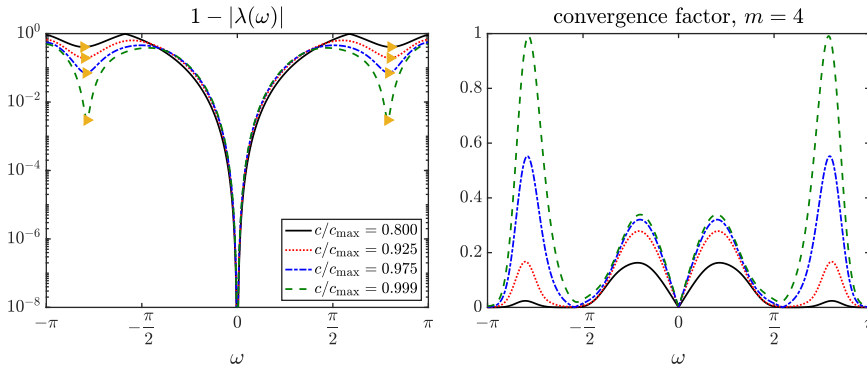 1 − |λ(ω)|
10⁰
10⁻²
10⁻⁴
10⁻⁶
10⁻⁸
c/c_max = 0.800
c/c_max = 0.925
c/c_max = 0.975
c/c_max = 0.999
−π
−π/2
0
π/2
π
ω
convergence factor, m = 4
1
0.8
0.6
0.4
0.2
0
−π
−π/2
0
π/2
π
ω